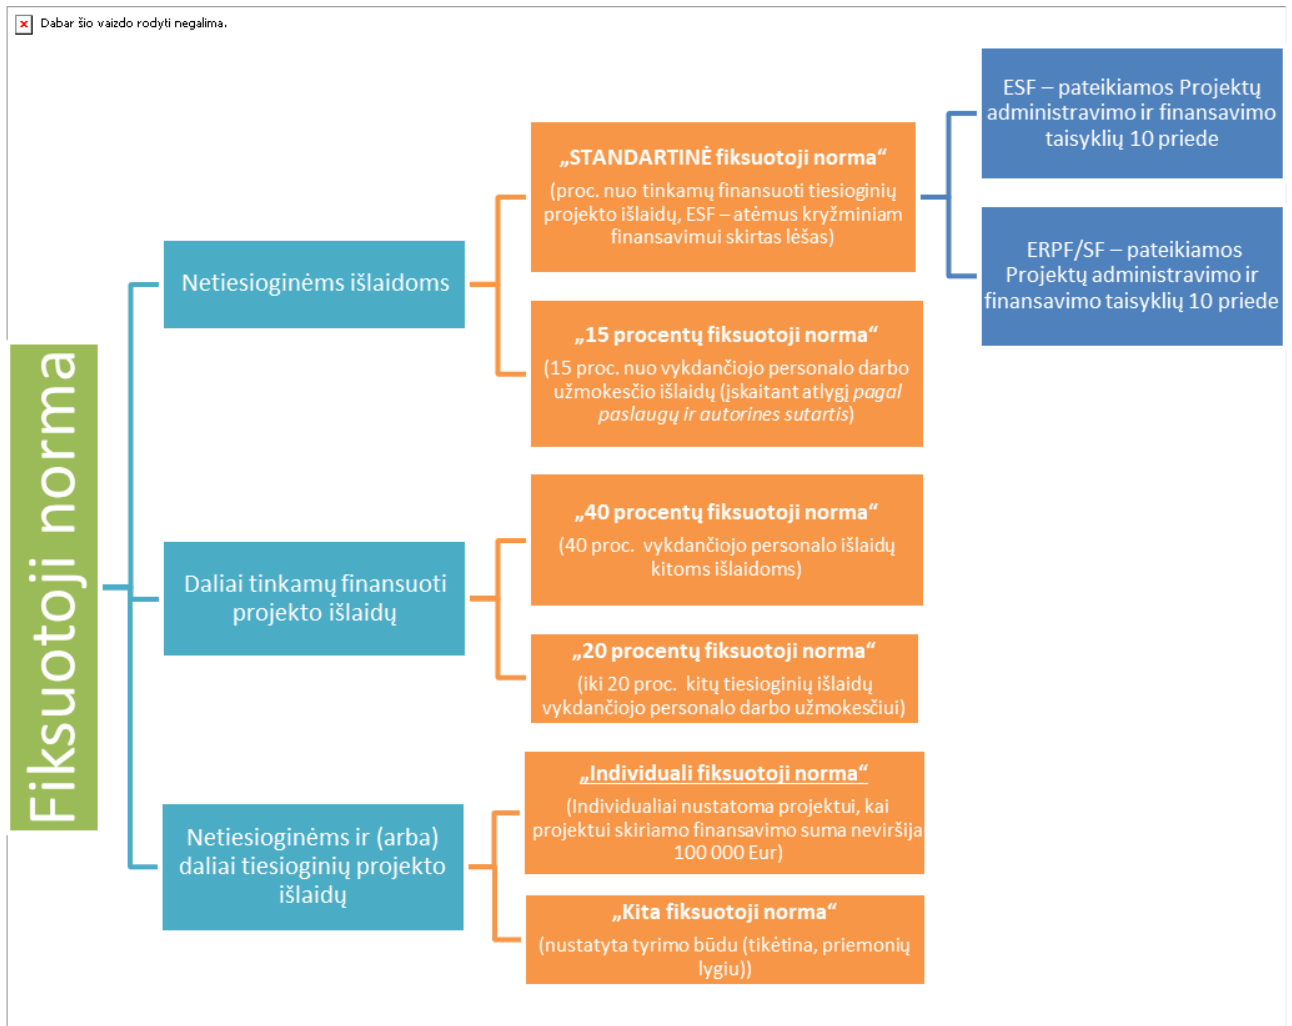 Dabar šio vaizdo rodyti negalima.
Fiksuotoji norma
Netiesioginėms išlaidoms
„STANDARTINĖ fiksuotoji norma“
(proc. nuo tinkamų finansuoti tiesioginių
projekto išlaidų, ESF – atėmus kryžminiam
finansavimui skirtas lėšas)
ESF – pateikiamos Projektų
administravimo ir finansavimo
taisyklių 10 priede
ERPF/SF – pateikiamos
Projektų administravimo ir
finansavimo taisyklių 10 priede
„15 procentų fiksuotoji norma“
(15 proc. nuo vykdančiojo personalo darbo
užmokesčio išlaidų (įskaitant atlygį pagal
paslaugų ir autorines sutartis)
Daliai tinkamų finansuoti
projekto išlaidų
„40 procentų fiksuotoji norma“
(40 proc. vykdančiojo personalo išlaidų
kitoms išlaidoms)
„20 procentų fiksuotoji norma“
(iki 20 proc. kitų tiesioginių išlaidų
vykdančiojo personalo darbo užmokesčiui)
Netiesioginėms ir (arba)
daliai tiesioginių projekto
išlaidų
„Individuali fiksuotoji norma“
(Individualiai nustatoma projektui, kai
projektui skiriamo finansavimo suma neviršija
100 000 Eur)
„Kita fiksuotoji norma“
(nustatyta tyrimo būdu (tikėtina, priemonių
lygiu))